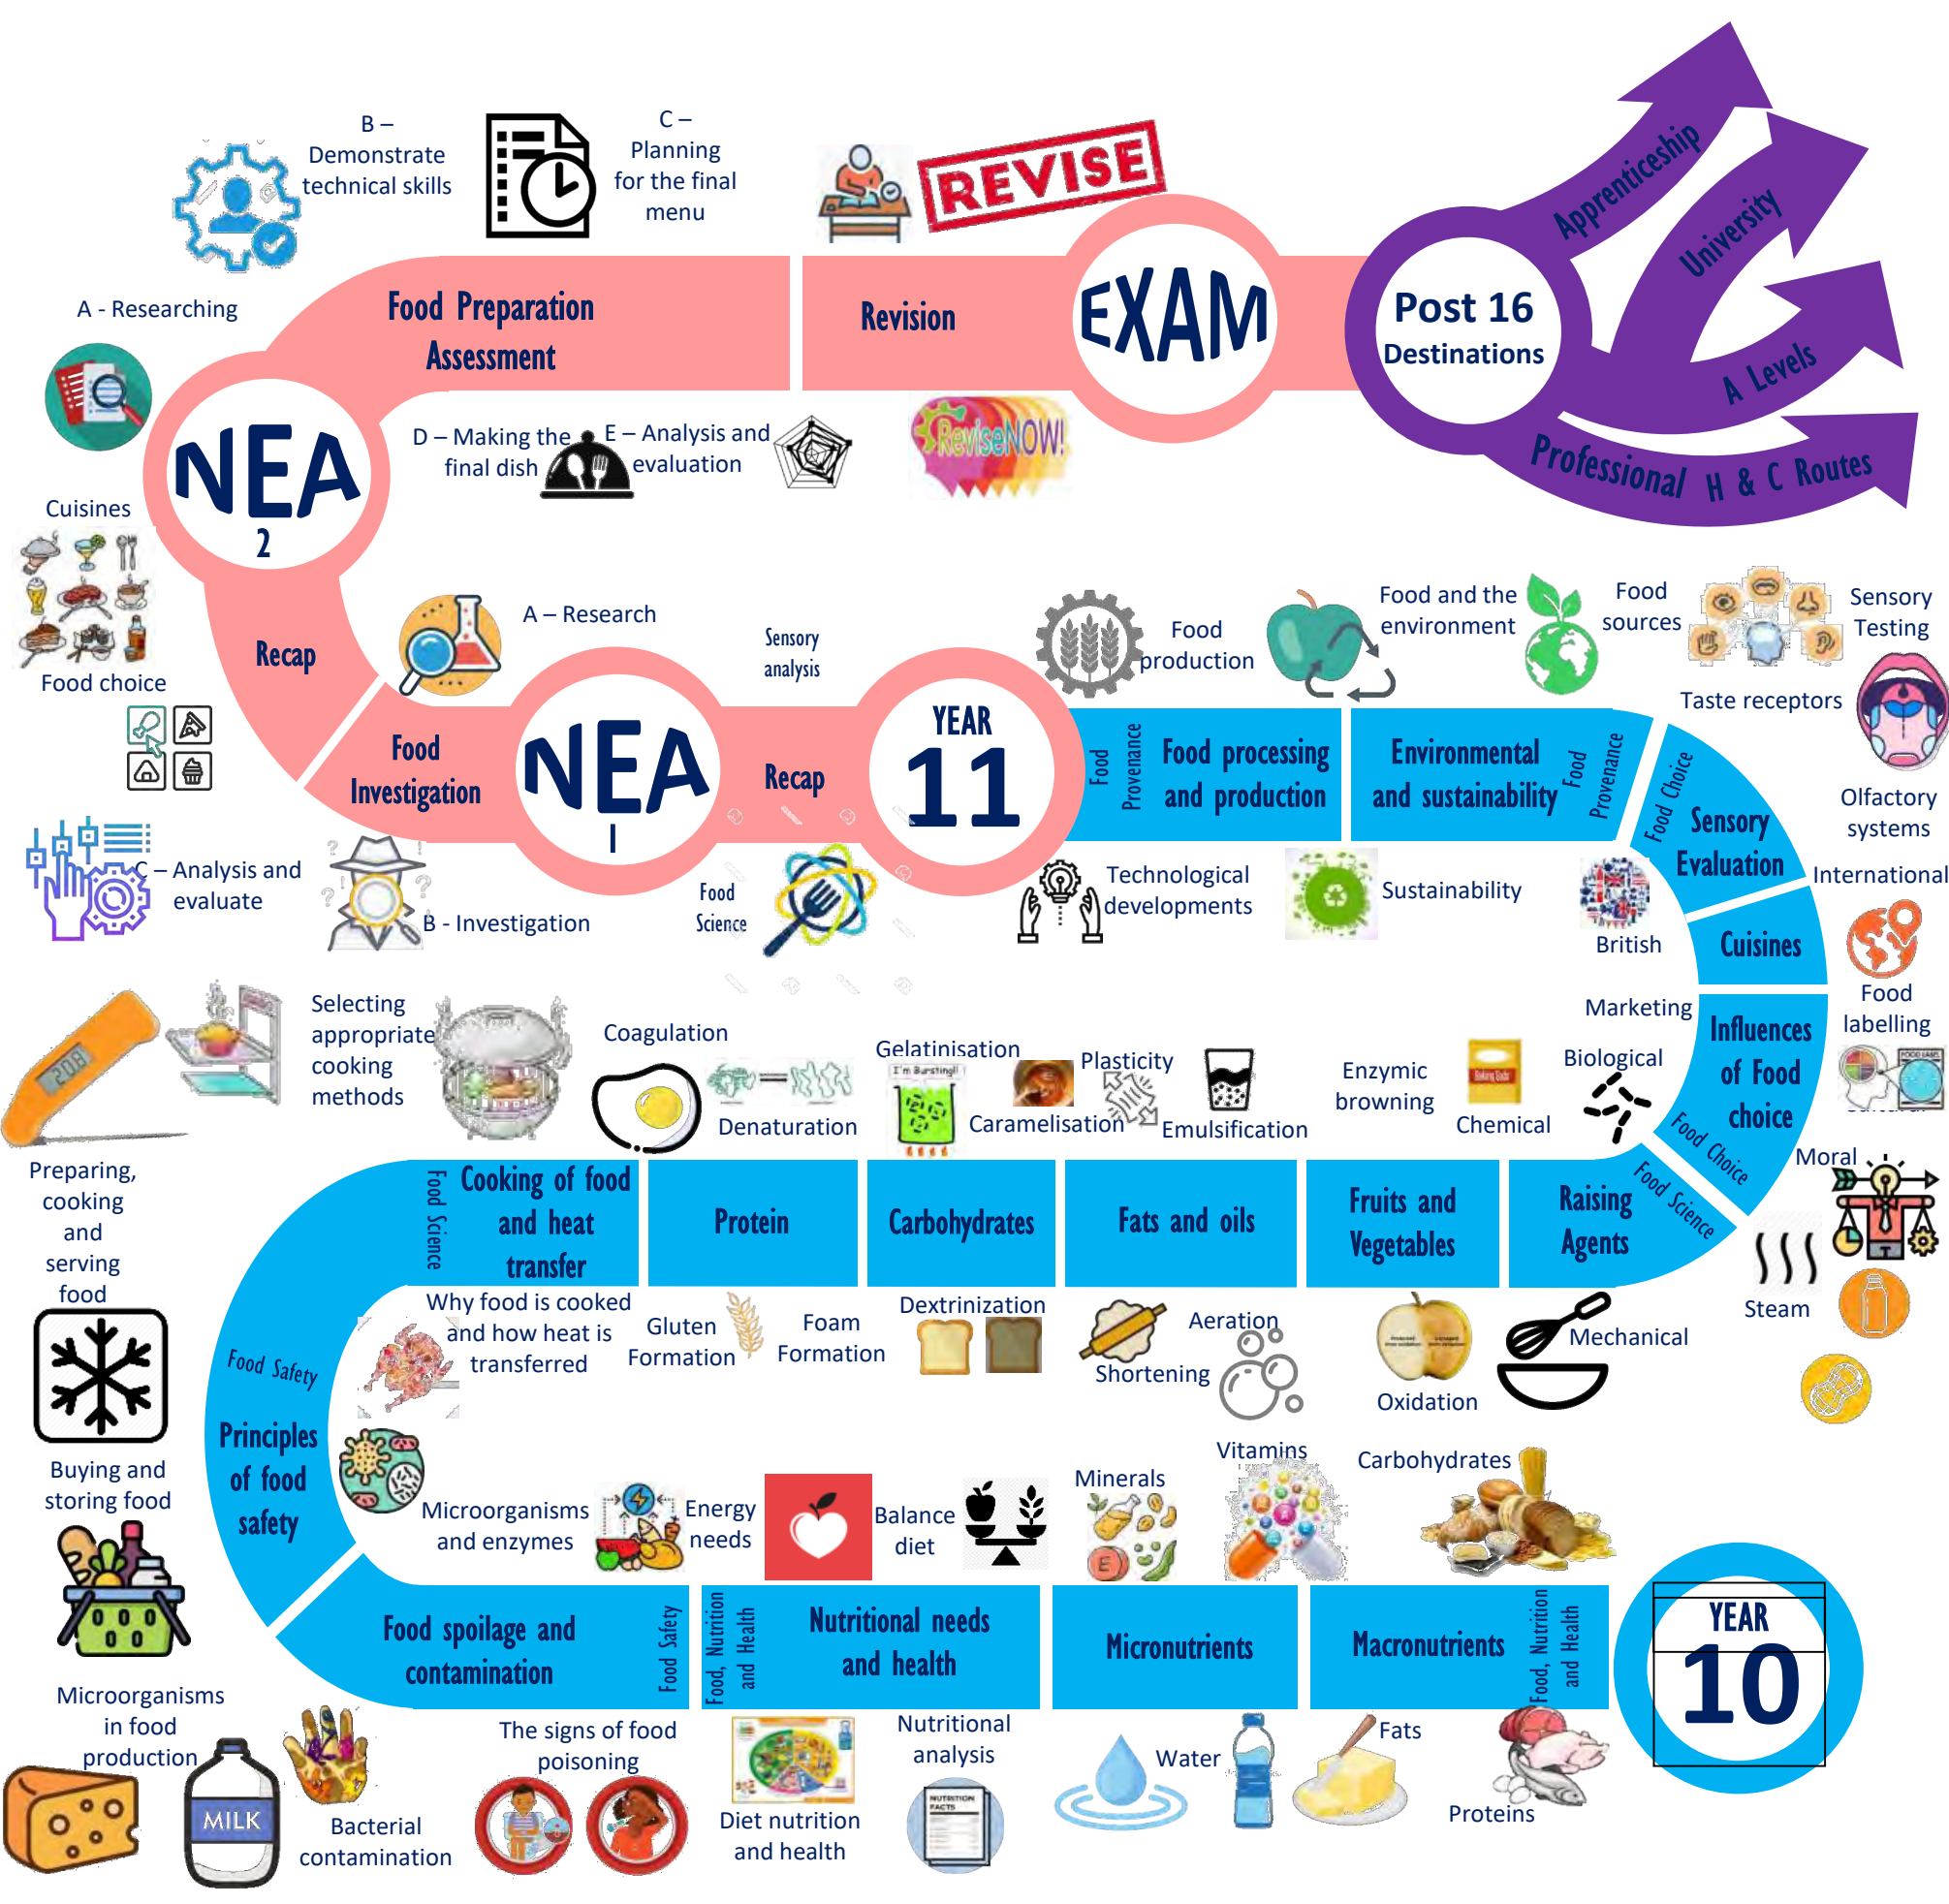 B –
Demonstrate
technical skills
C –
Planning
for the final
menu
REVISE
Apprenticeship
University
A Levels
Professional H & C Routes
A - Researching
Food Preparation
Assessment
Revision
EXAM
Post 16
Destinations
NEA
2
D – Making the
final dish
E – Analysis and
evaluation
ReviseNOW!
Cuisines
Food choice
Recap
A – Research
Sensory
analysis
Food
Investigation
NEA
1
Recap
YEAR
11
Food
production
Food and the
environment
Food
sources
Sensory
Testing
Taste receptors
Food
Provenance
Food processing
and production
Environmental
and sustainability
Food
Provenance
Food Choice
Sensory
Evaluation
Olfactory
systems
International
C – Analysis and
evaluate
B - Investigation
Food
Science
Technological
developments
Sustainability
British
Cuisines
Food
labelling
FOOD LABEL
Marketing
Influences
of Food
choice
Food Choice
Moral
208
Selecting
appropriate
cooking
methods
Coagulation
Denaturation
Gelatinisation
I'm Bursting!!
Caramelisation
Plasticity
Emulsification
Enzymic
browning
Baking Soda
Chemical
Biological
Preparing,
cooking
and
serving
food
Food Science
Cooking of food
and heat
transfer
Protein
Carbohydrates
Fats and oils
Fruits and
Vegetables
Raising
Agents
Food Science
Steam
Why food is cooked
and how heat is
transferred
Gluten
Formation
Foam
Formation
Dextrinization
Shortening
Aeration
Oxidation
Mechanical
Food Safety
Principles
of food
safety
Buying and
storing food
Microorganisms
and enzymes
Energy
needs
Balance
diet
Minerals
E
Vitamins
Carbohydrates
Food spoilage and
contamination
Food Safety
Food, Nutrition
and Health
Nutritional needs
and health
Micronutrients
Macronutrients
Food, Nutrition
and Health
YEAR
10
Microorganisms
in food
production
MILK
Bacterial
contamination
The signs of food
poisoning
Diet nutrition
and health
Nutritional
analysis
NUTRITION
FACTS
Water
Fats
Proteins